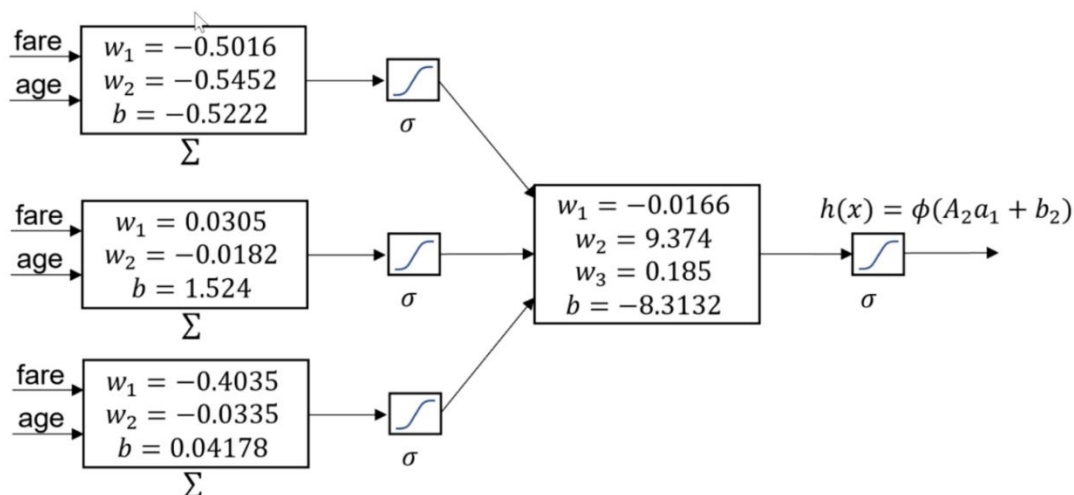 fare
age
w₁ = −0.5016
w₂ = −0.5452
b = −0.5222
Σ
σ
fare
age
w₁ = 0.0305
w₂ = −0.0182
b = 1.524
Σ
σ
fare
age
w₁ = −0.4035
w₂ = −0.0335
b = 0.04178
Σ
σ
w₁ = −0.0166
w₂ = 9.374
w₃ = 0.185
b = −8.3132
h(x) = ϕ(A₂a₁ + b₂)
σ